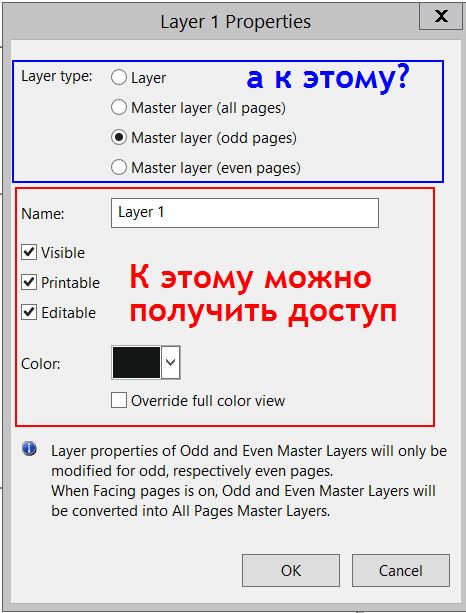 Layer 1 Properties
Layer type:
Layer
а к этому?
Master layer (all pages)
Master layer (odd pages)
Master layer (even pages)
Name:
Layer 1
Visible
Printable
К этому можно
Editable
получить доступ
Color:
Override full color view
Layer properties of Odd and Even Master Layers will only be
modified for odd, respectively even pages.
When Facing pages is on, Odd and Even Master Layers will
be converted into All Pages Master Layers.
OK
Cancel